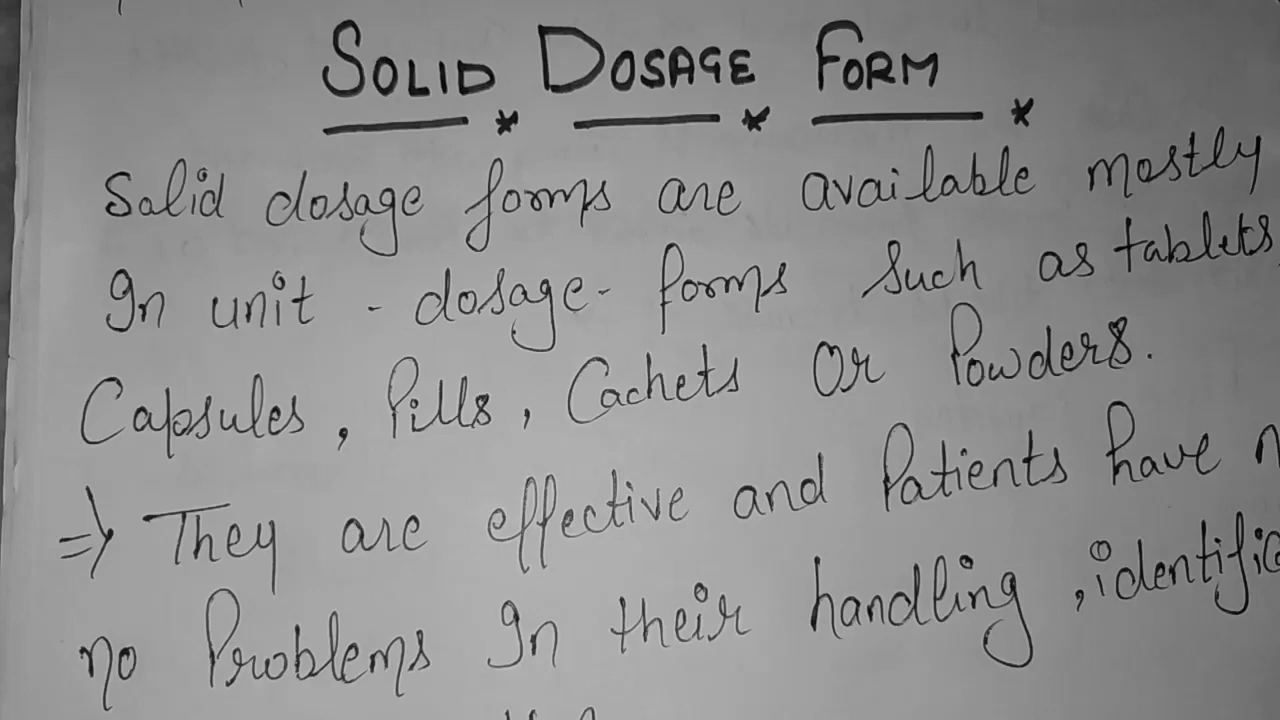 SOLID DOSAGE FORM
Solid dosage forms are available mostly
In unit - dosage - forms such as tablets,
Capsules, Pills, Cachets or Powders.
⇒ They are effective and Patients have n
no Problems In their handling, identific